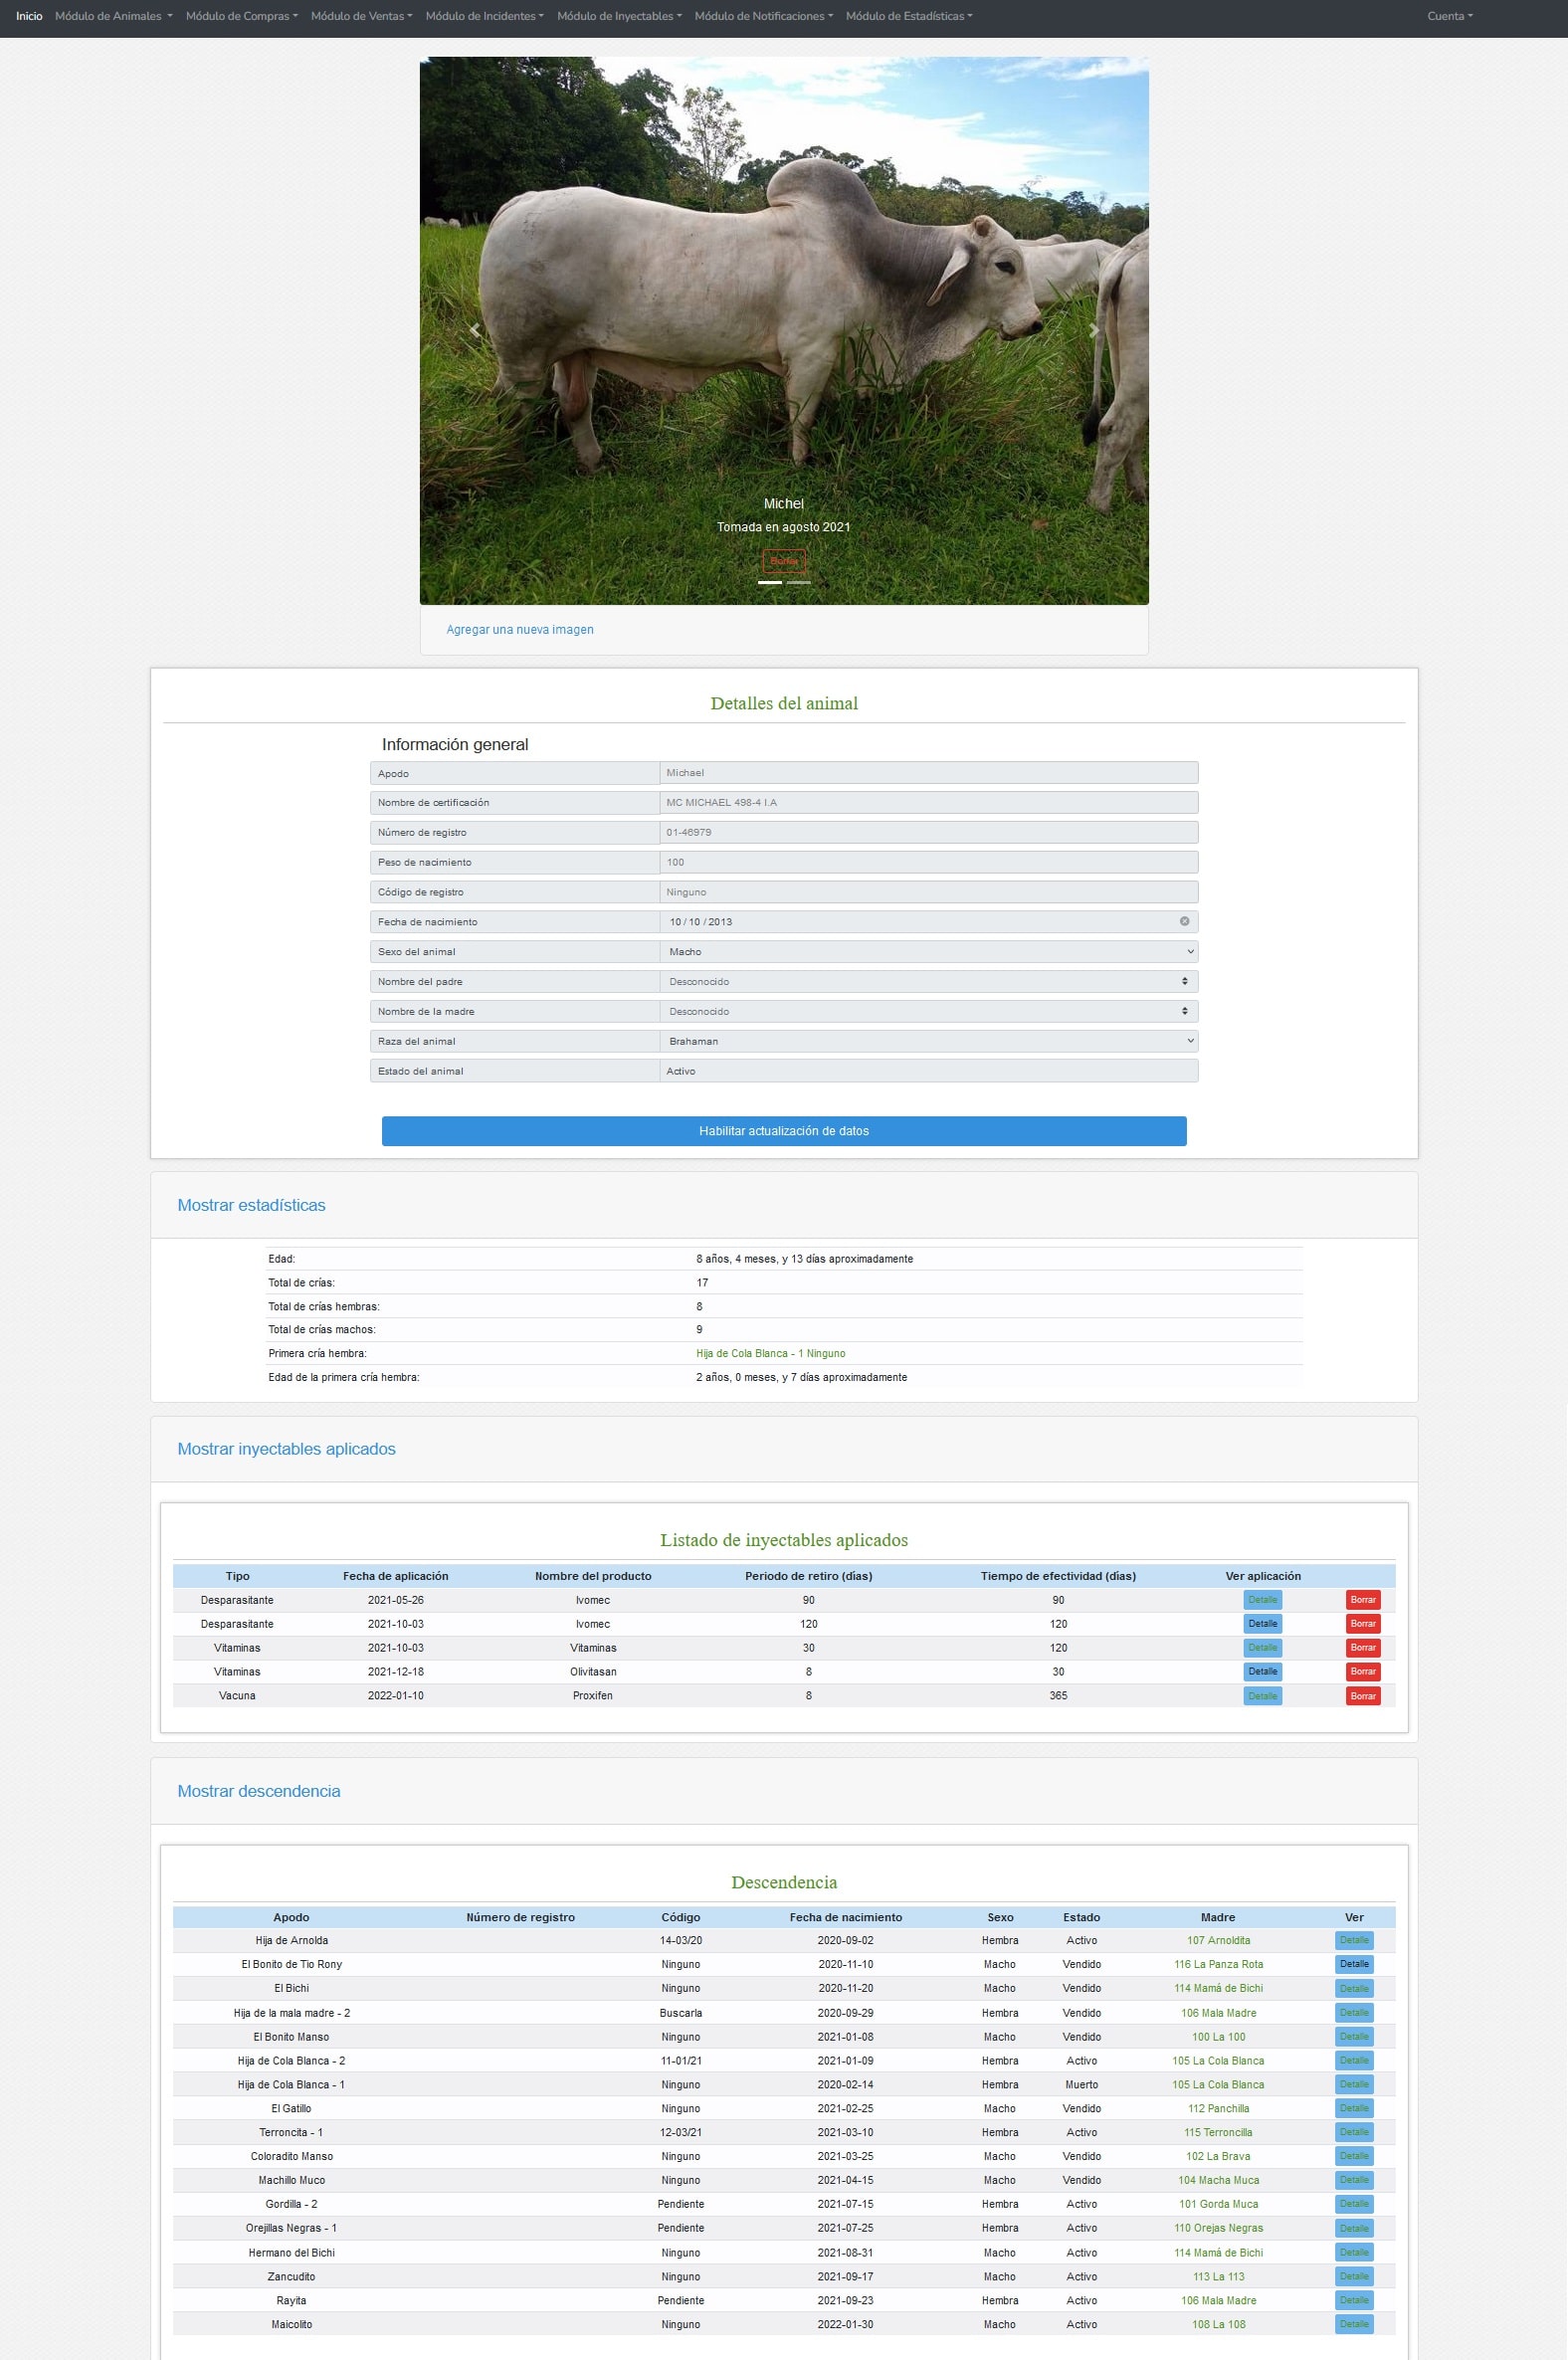 Inicio Módulo de Animales Módulo de Compras Módulo de Ventas Módulo de Incidentes Módulo de Inyectables Módulo de Notificaciones Módulo de Estadísticas Cuenta
Michel
Tomada en agosto 2021
Borrar
Agregar una nueva imagen
Detalles del animal
Información general
Apodo Michael
Nombre de certificación MC MICHAEL 498-4 I.A
Número de registro 01-46979
Peso de nacimiento 100
Código de registro Ninguno
Fecha de nacimiento 10 / 10 / 2013
Sexo del animal Macho
Nombre del padre Desconocido
Nombre de la madre Desconocido
Raza del animal Brahaman
Estado del animal Activo
Habilitar actualización de datos
Mostrar estadísticas
Edad: 8 años, 4 meses, y 13 días aproximadamente
Total de crías: 17
Total de crías hembras: 8
Total de crías machos: 9
Primera cría hembra: Hija de Cola Blanca - 1 Ninguno
Edad de la primera cría hembra: 2 años, 0 meses, y 7 días aproximadamente
Mostrar inyectables aplicados
Listado de inyectables aplicados
Tipo Fecha de aplicación Nombre del producto Periodo de retiro (días) Tiempo de efectividad (días) Ver aplicación
Desparasitante 2021-05-26 Ivomec 90 90 Detalle Borrar
Desparasitante 2021-10-03 Ivomec 120 120 Detalle Borrar
Vitaminas 2021-10-03 Vitaminas 30 120 Detalle Borrar
Vitaminas 2021-12-18 Olivitasan 8 30 Detalle Borrar
Vacuna 2022-01-10 Proxifen 8 365 Detalle Borrar
Mostrar descendencia
Descendencia
Apodo Número de registro Código Fecha de nacimiento Sexo Estado Madre Ver
Hija de Arnolda 14-03/20 2020-09-02 Hembra Activo 107 Arnoldita Detalle
El Bonito de Tio Rony Ninguno 2020-11-10 Macho Vendido 116 La Panza Rota Detalle
El Bichi Ninguno 2020-11-20 Macho Vendido 114 Mamá de Bichi Detalle
Hija de la mala madre - 2 Buscarla 2020-09-29 Hembra Vendido 106 Mala Madre Detalle
El Bonito Manso Ninguno 2021-01-08 Macho Vendido 100 La 100 Detalle
Hija de Cola Blanca - 2 11-01/21 2021-01-09 Hembra Activo 105 La Cola Blanca Detalle
Hija de Cola Blanca - 1 Ninguno 2020-02-14 Hembra Muerto 105 La Cola Blanca Detalle
El Gatillo Ninguno 2021-02-25 Macho Vendido 112 Panchilla Detalle
Terroncita - 1 12-03/21 2021-03-10 Hembra Activo 115 Terroncilla Detalle
Coloradito Manso Ninguno 2021-03-25 Macho Vendido 102 La Brava Detalle
Machillo Muco Ninguno 2021-04-15 Macho Vendido 104 Macha Muca Detalle
Gordilla - 2 Pendiente 2021-07-15 Hembra Activo 101 Gorda Muca Detalle
Orejillas Negras - 1 Pendiente 2021-07-25 Hembra Activo 110 Orejas Negras Detalle
Hermano del Bichi Ninguno 2021-08-31 Macho Activo 114 Mamá de Bichi Detalle
Zancudito Ninguno 2021-09-17 Macho Activo 113 La 113 Detalle
Rayita Pendiente 2021-09-23 Hembra Activo 106 Mala Madre Detalle
Maicolito Ninguno 2022-01-30 Macho Activo 108 La 108 Detalle